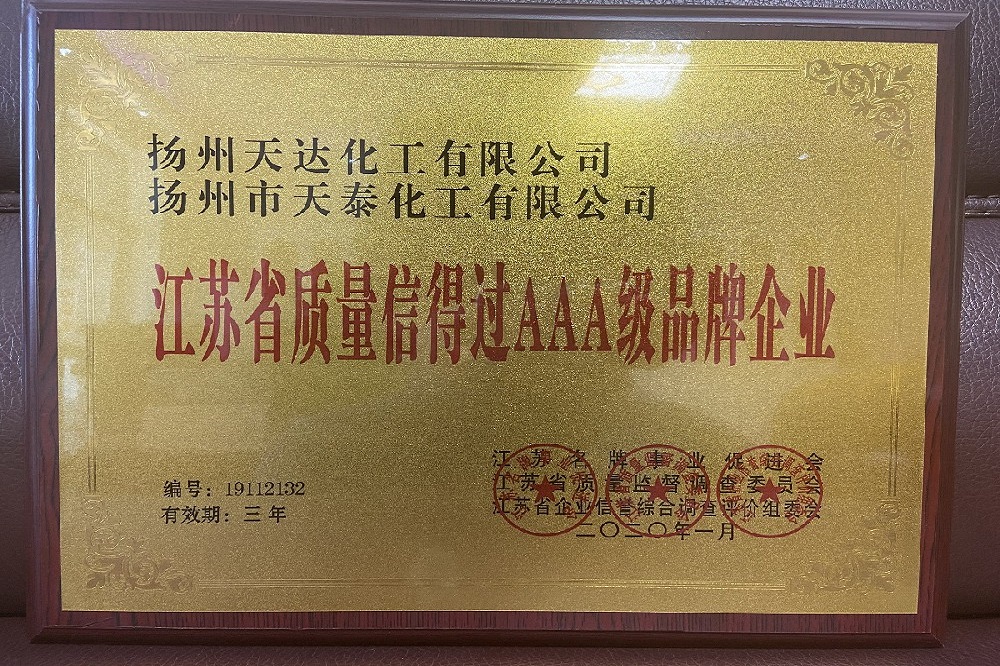 扬州天达化工有限公司
扬州市天泰化工有限公司
江苏省质量信得过AAA级品牌企业
编号：19112132
有效期：三年
江苏名牌事业促进会
江苏省质量监督调查委员会
江苏省企业信誉综合调查评价组委会
二〇二〇年一月